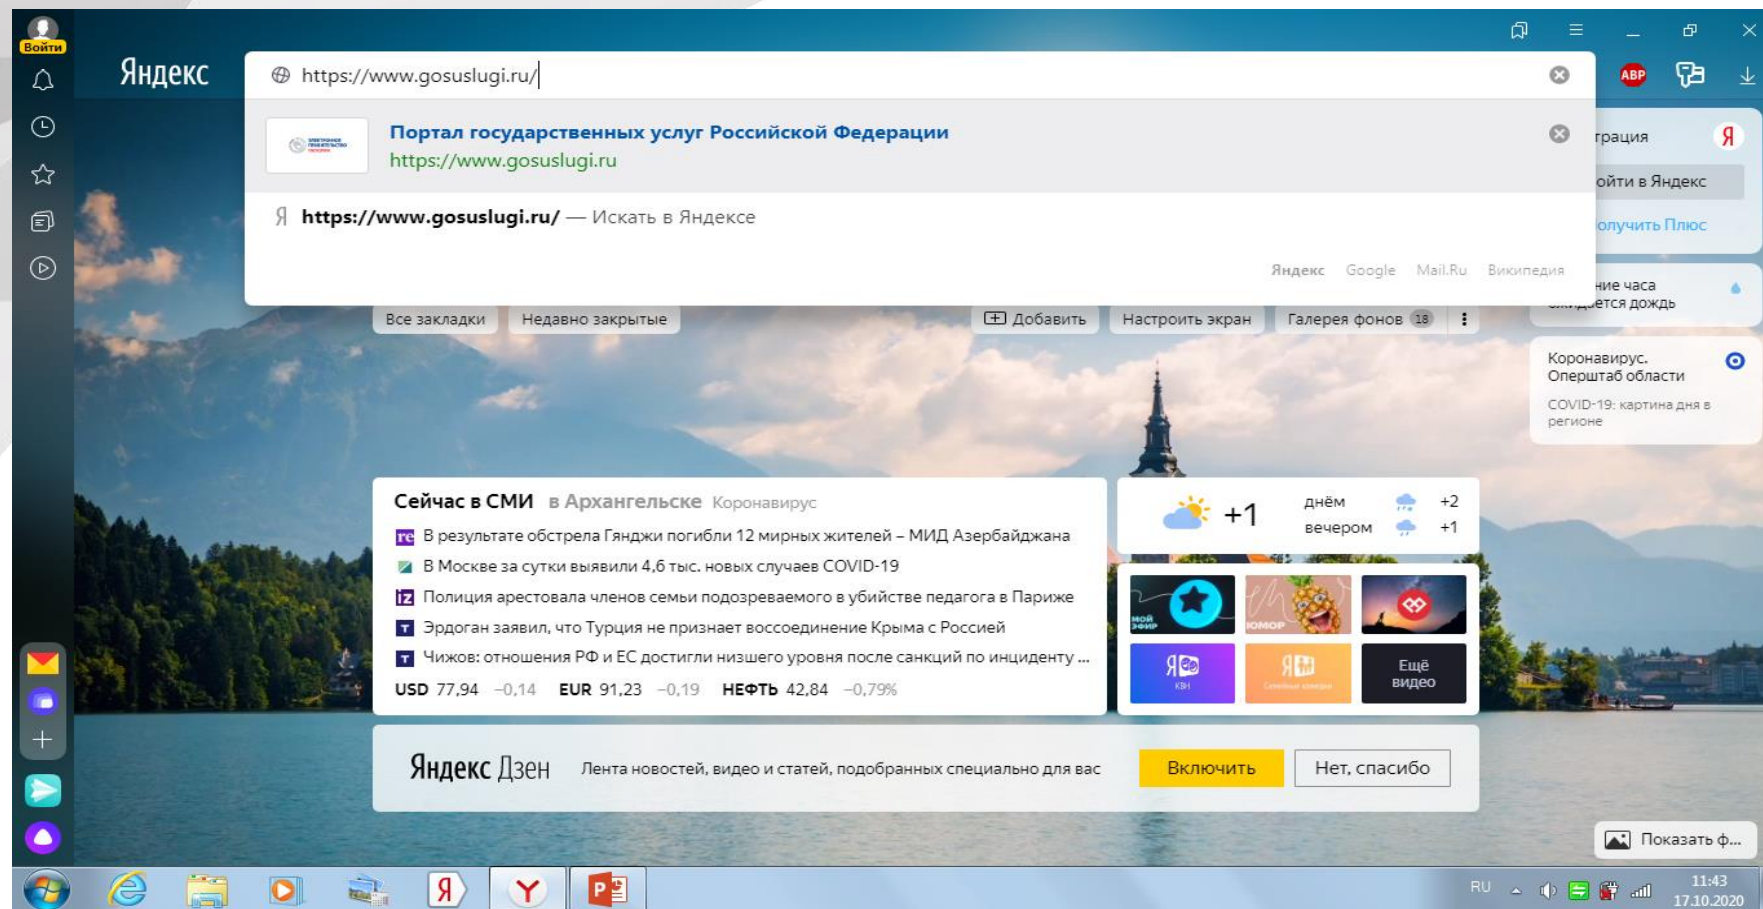 Войти
Яндекс
https://www.gosuslugi.ru/
ABP
Портал государственных услуг Российской Федерации
https://www.gosuslugi.ru
https://www.gosuslugi.ru/ — Искать в Яндексе
Яндекс Google Mail.Ru Википедия
трация
Я
ойти в Яндекс
олучить Плюс
ние часа
ается дождь
Все закладки
Недавно закрытые
Добавить
Настроить экран
Галерея фонов 18
Коронавирус.
Оперштаб области
COVID-19: картина дня в
регионе
Сейчас в СМИ в Архангельске Коронавирус
В результате обстрела Гянджи погибли 12 мирных жителей – МИД Азербайджана
В Москве за сутки выявили 4,6 тыс. новых случаев COVID-19
Полиция арестовала членов семьи подозреваемого в убийстве педагога в Париже
Эрдоган заявил, что Турция не признает воссоединение Крыма с Россией
Чижов: отношения РФ и ЕС достигли низшего уровня после санкций по инциденту ...
USD 77,94 −0,14 EUR 91,23 −0,19 НЕФТЬ 42,84 −0,79%
+1
днём +2
вечером +1
МОЙ
ЭФИР
ЮМОР
КВН
Ещё
видео
Яндекс Дзен
Лента новостей, видео и статей, подобранных специально для вас
Включить
Нет, спасибо
Показать ф...
RU
11:43
17.10.2020